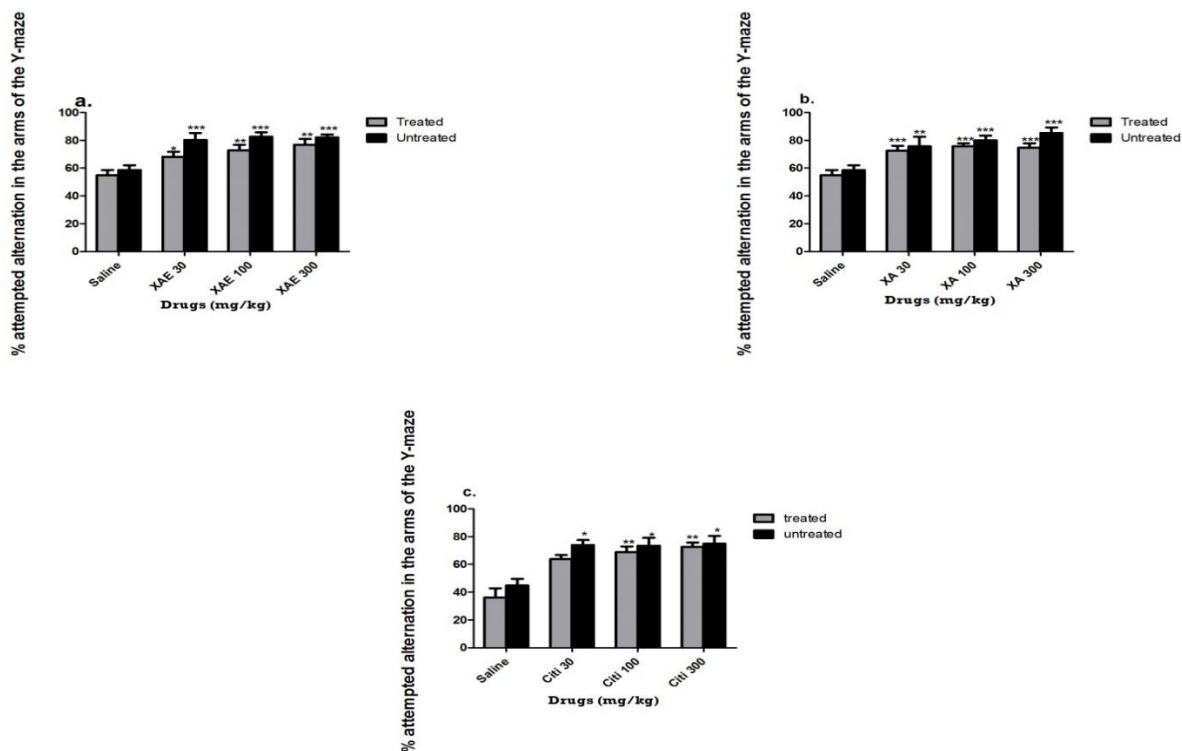 % attempted alternation in the arms of the Y-maze
a.
100
80
60
40
20
0
*
***
**
***
**
***
Saline
XAE 30
XAE 100
XAE 300
Drugs (mg/kg)
Treated
Untreated
% attempted alternation in the arms of the Y-maze
b.
100
80
60
40
20
0
***
**
***
***
***
***
Saline
XA 30
XA 100
XA 300
Drugs (mg/kg)
Treated
Untreated
% attempted alternation in the arms of the Y-maze
c.
100
80
60
40
20
0
*
**
*
**
*
Saline
Citi 30
Citi 100
Citi 300
Drugs (mg/kg)
treated
untreated